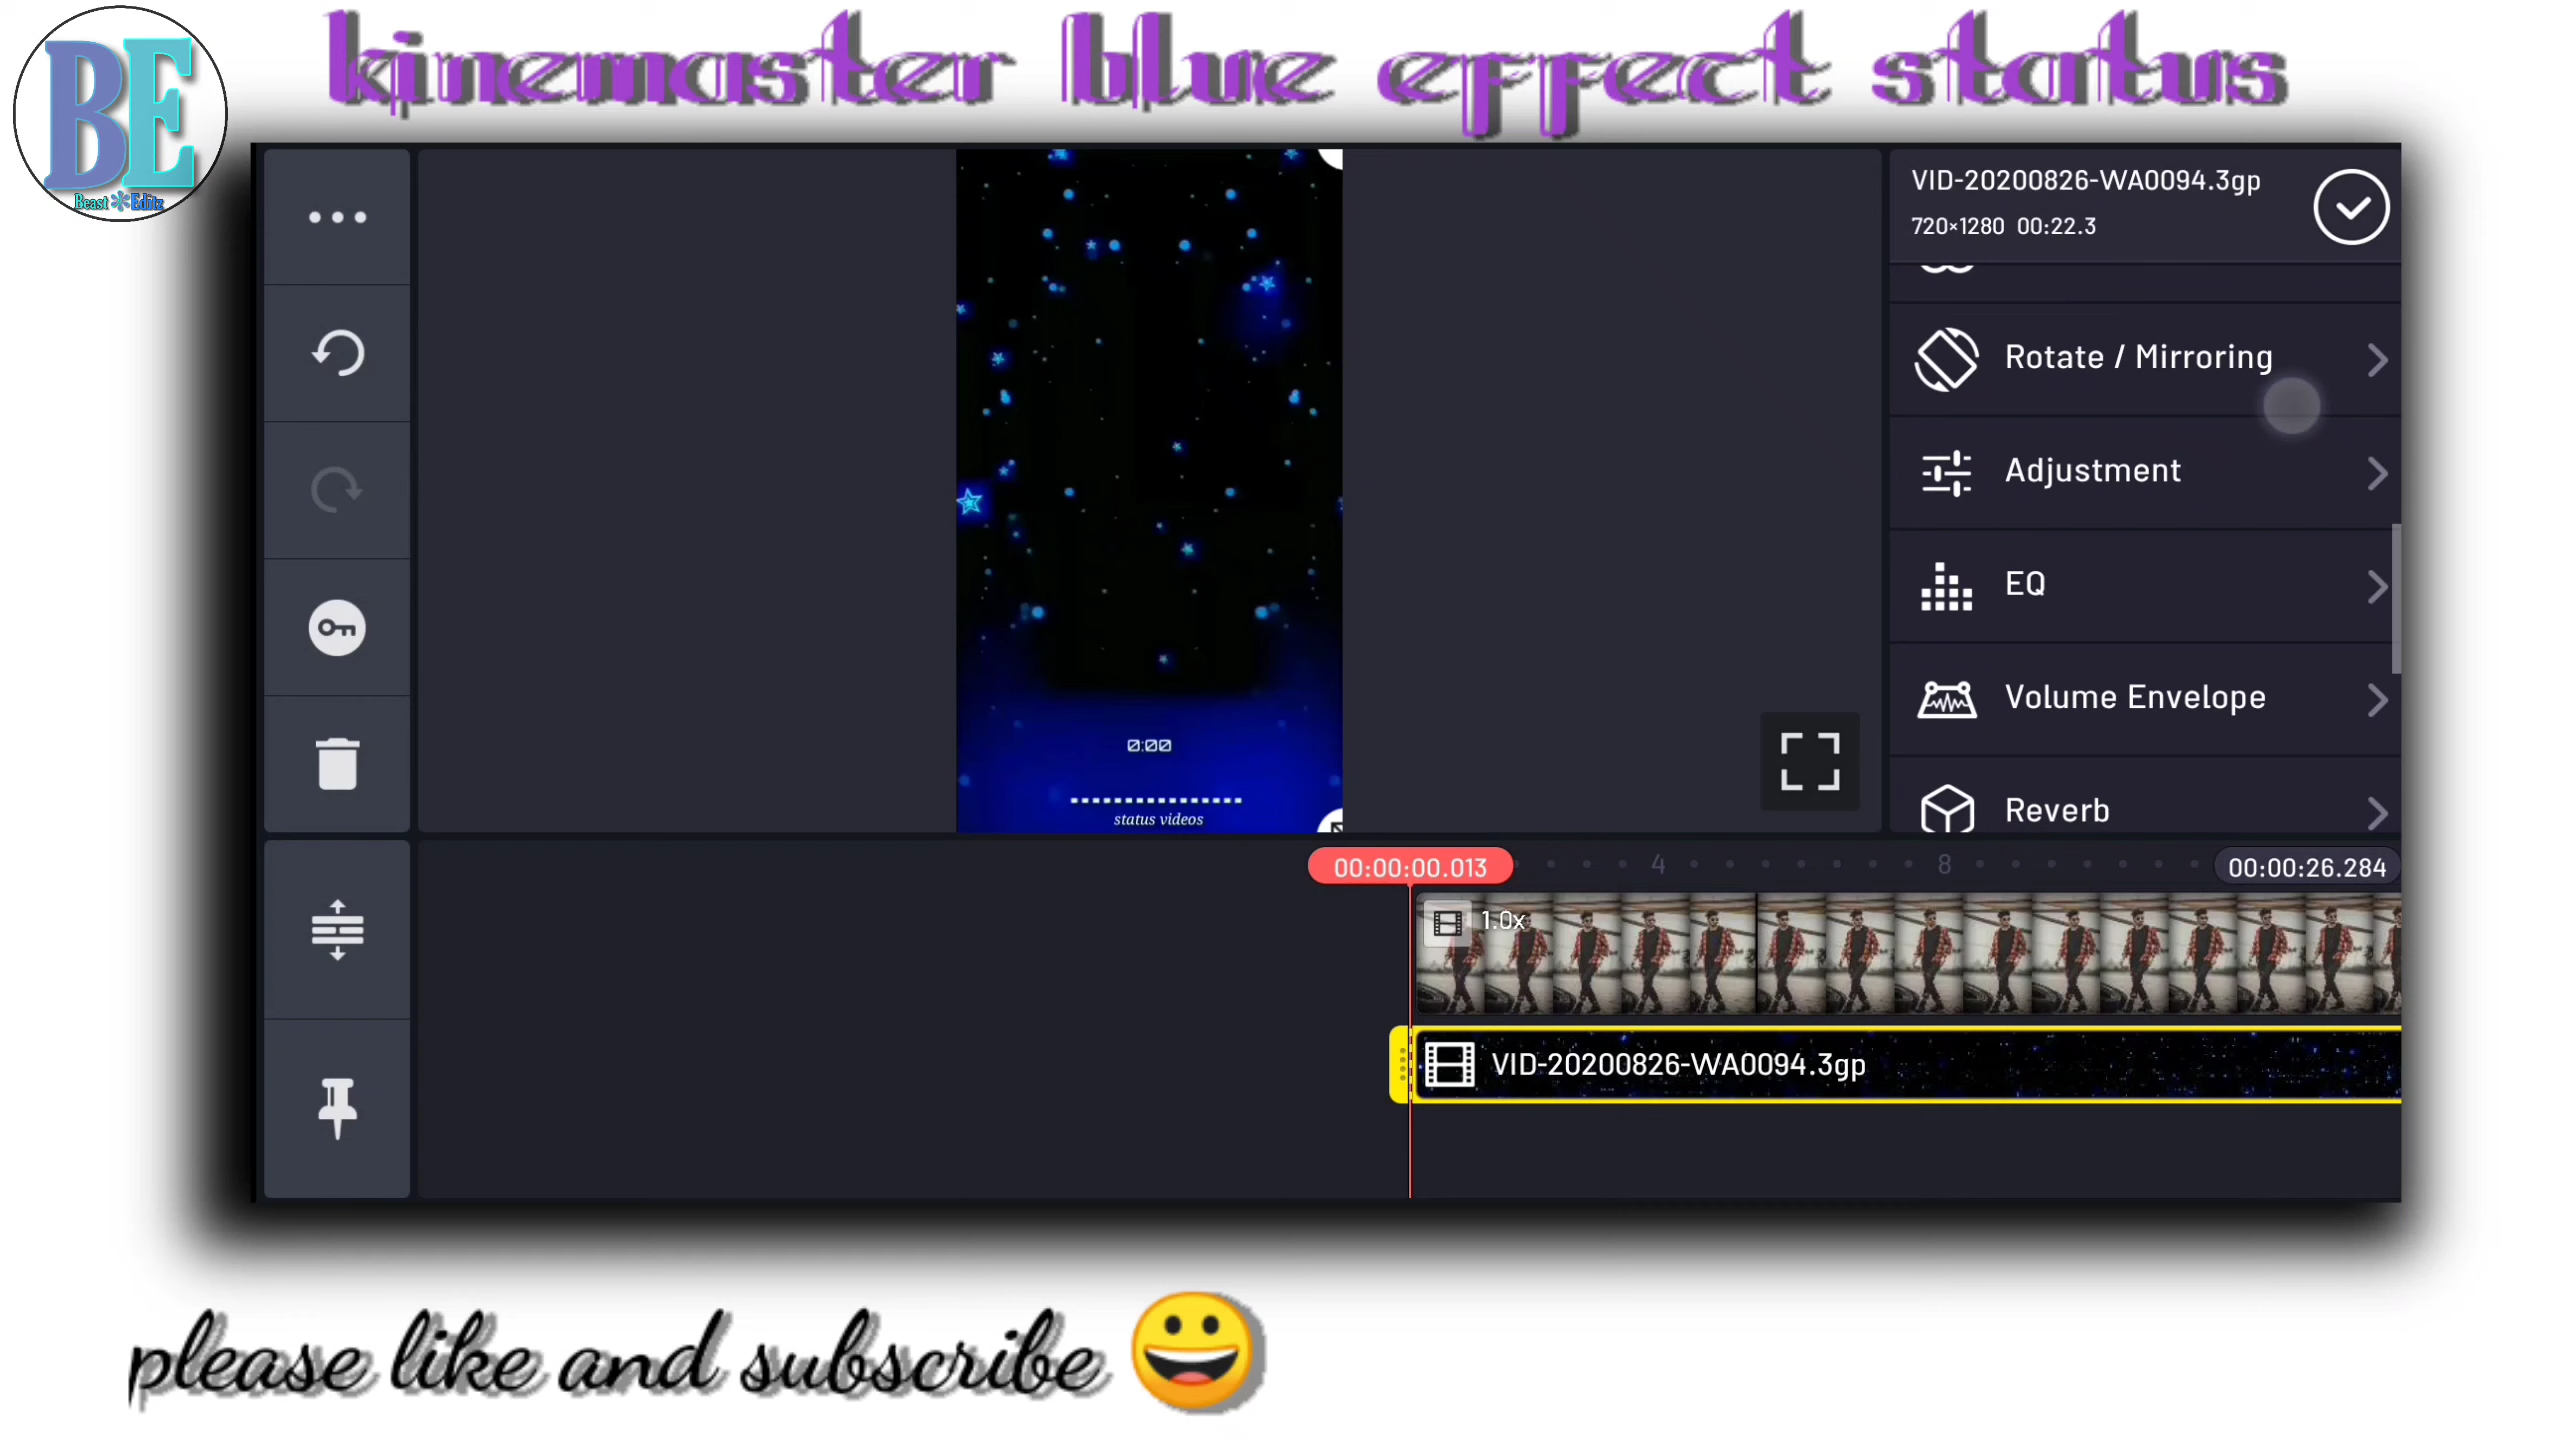 kinemaster blue effect status
BE
Beast Editz
VID-20200826-WA0094.3gp
720×1280 00:22.3
Rotate / Mirroring
Adjustment
EQ
Volume Envelope
Reverb
0:00
status videos
00:00:00.013
4
8
00:00:26.284
1.0x
VID-20200826-WA0094.3gp
please like and subscribe 😀